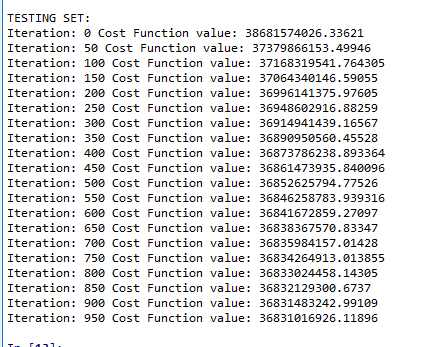 TESTING SET:
Iteration: 0 Cost Function value: 38681574026.33621
Iteration: 50 Cost Function value: 37379866153.49946
Iteration: 100 Cost Function value: 37168319541.764305
Iteration: 150 Cost Function value: 37064340146.59055
Iteration: 200 Cost Function value: 36996141375.97605
Iteration: 250 Cost Function value: 36948602916.88259
Iteration: 300 Cost Function value: 36914941439.16567
Iteration: 350 Cost Function value: 36890950560.45528
Iteration: 400 Cost Function value: 36873786238.893364
Iteration: 450 Cost Function value: 36861473935.840096
Iteration: 500 Cost Function value: 36852625794.77526
Iteration: 550 Cost Function value: 36846258783.939316
Iteration: 600 Cost Function value: 36841672859.27097
Iteration: 650 Cost Function value: 36838367570.83347
Iteration: 700 Cost Function value: 36835984157.01428
Iteration: 750 Cost Function value: 36834264913.013855
Iteration: 800 Cost Function value: 36833024458.14305
Iteration: 850 Cost Function value: 36832129300.6737
Iteration: 900 Cost Function value: 36831483242.99109
Iteration: 950 Cost Function value: 36831016926.11896